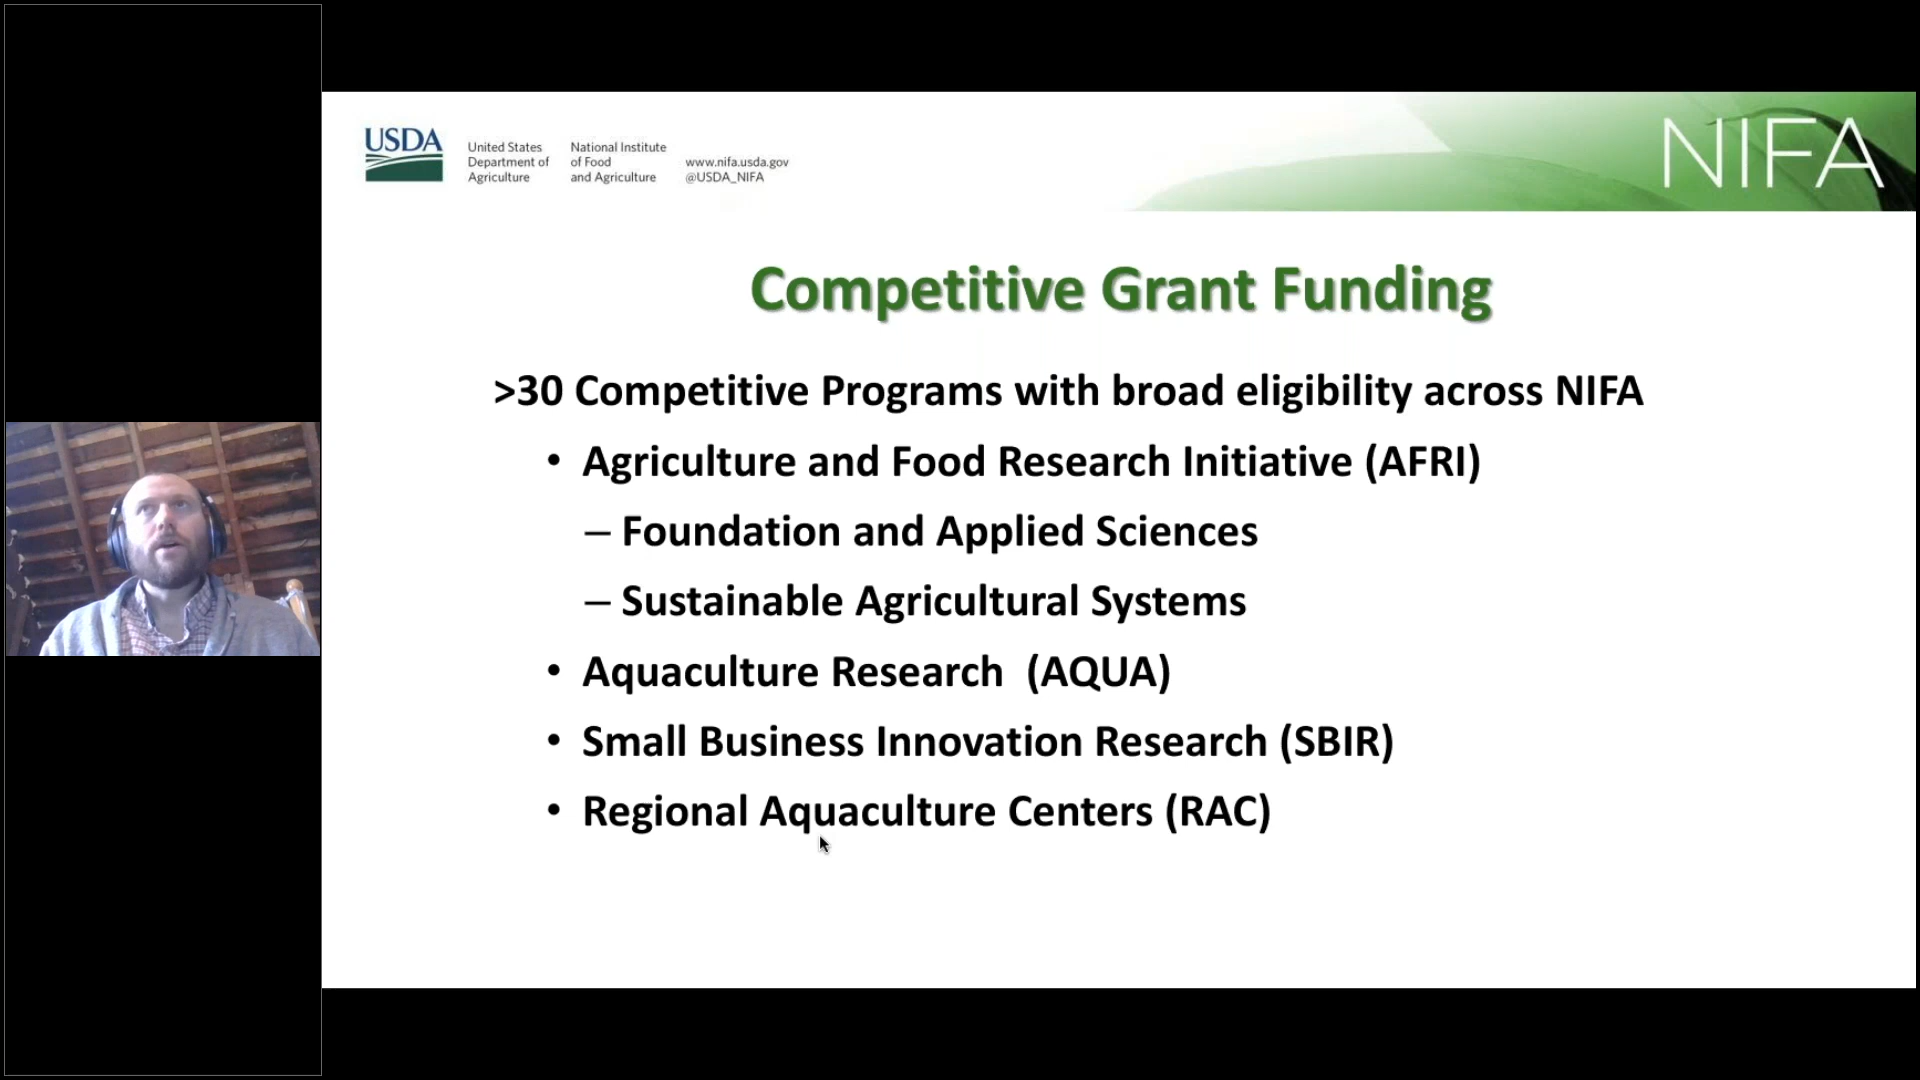 USDA
United States
Department of
Agriculture
National Institute
of Food
and Agriculture
www.nifa.usda.gov
@USDA_NIFA
NIFA
Competitive Grant Funding
>30 Competitive Programs with broad eligibility across NIFA
• Agriculture and Food Research Initiative (AFRI)
– Foundation and Applied Sciences
– Sustainable Agricultural Systems
• Aquaculture Research (AQUA)
• Small Business Innovation Research (SBIR)
• Regional Aquaculture Centers (RAC)